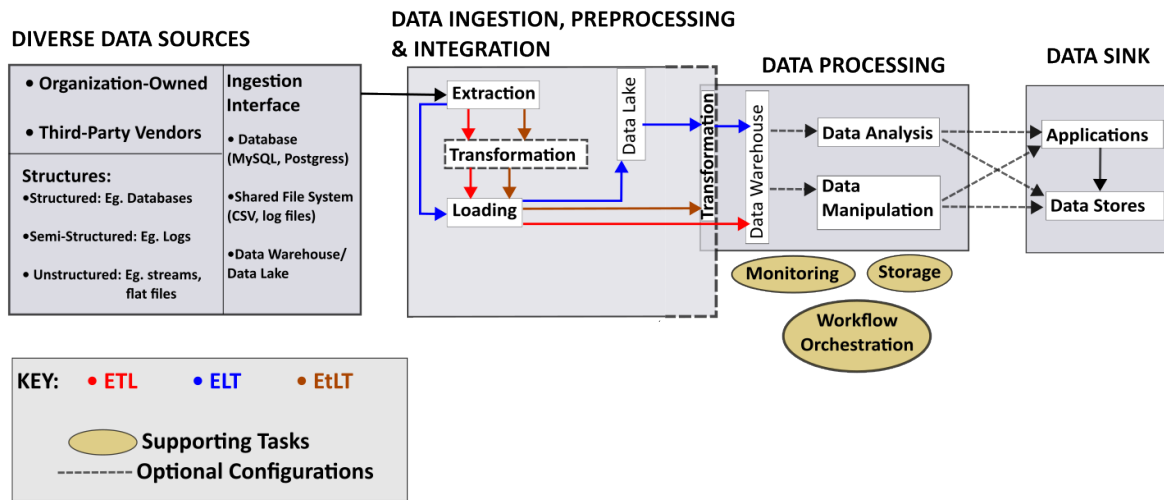 DIVERSE DATA SOURCES
• Organization-Owned
• Third-Party Vendors
Structures:
•Structured: Eg. Databases
•Semi-Structured: Eg. Logs
• Unstructured: Eg. streams,
flat files
Ingestion
Interface
• Database
(MySQL, Postgress)
•Shared File System
(CSV, log files)
•Data Warehouse/
Data Lake
DATA INGESTION, PREPROCESSING
& INTEGRATION
Extraction
Transformation
Loading
Data Lake
Transformation
DATA PROCESSING
Data Warehouse
Data Analysis
Data
Manipulation
Monitoring
Storage
Workflow
Orchestration
DATA SINK
Applications
Data Stores
KEY:
• ETL
• ELT
• EtLT
Supporting Tasks
Optional Configurations